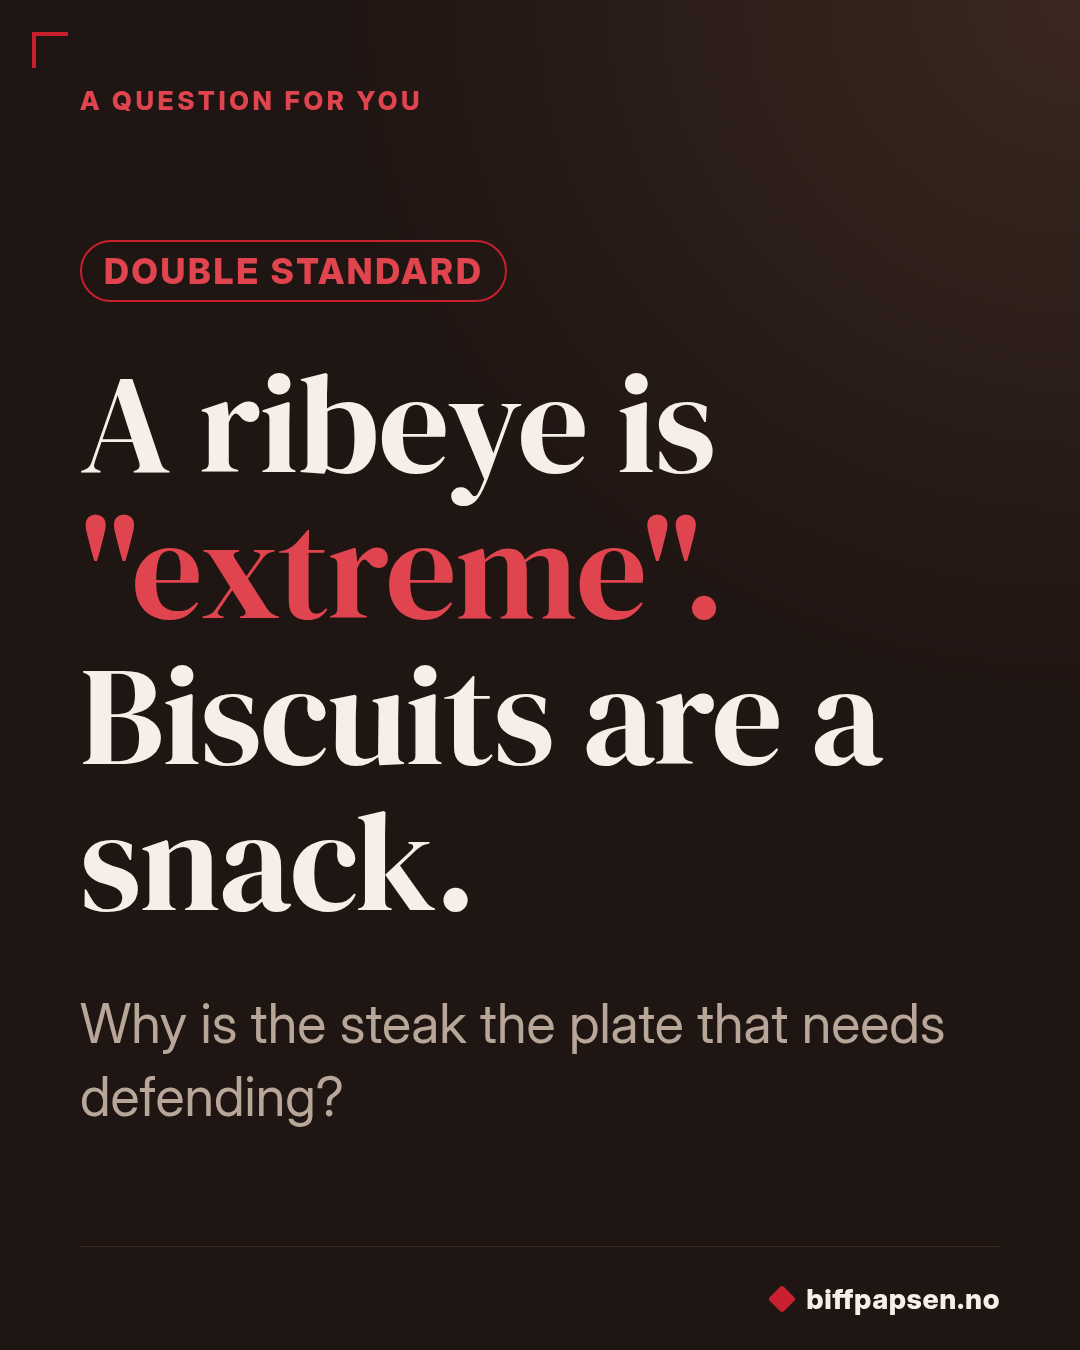 A QUESTION FOR YOU
DOUBLE STANDARD
A ribeye is
"extreme".
Biscuits are a
snack.
Why is the steak the plate that needs
defending?
biffpapsen.no